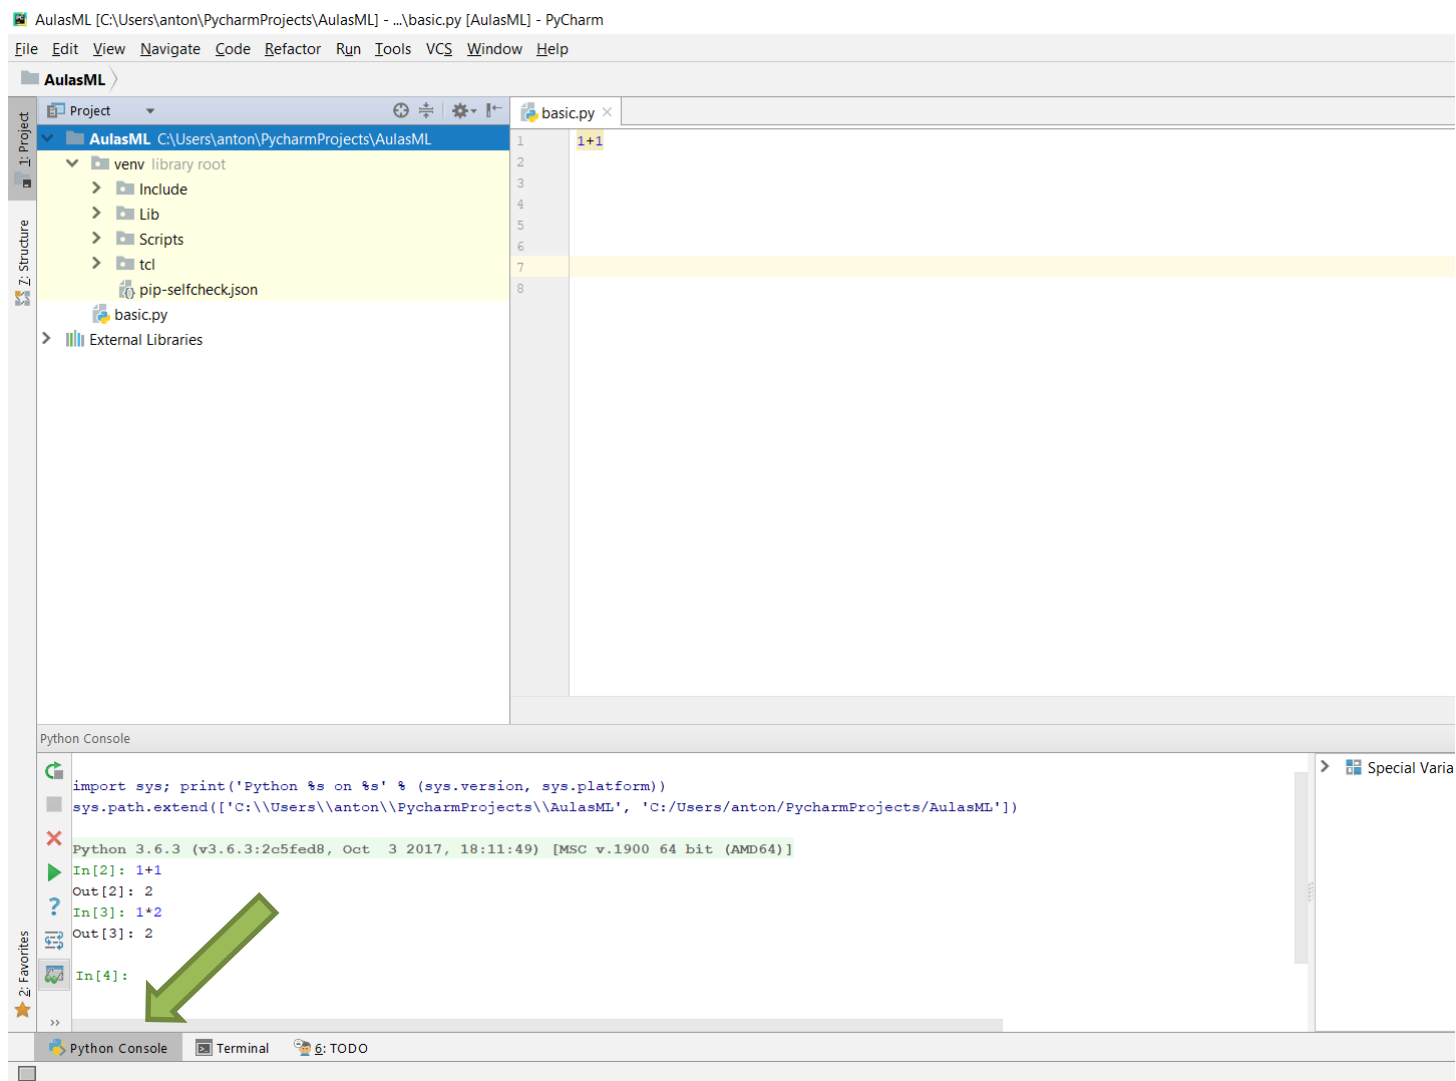 AulasML [C:\Users\anton\PycharmProjects\AulasML] - ...\basic.py [AulasML] - PyCharm
File Edit View Navigate Code Refactor Run Tools VCS Window Help
AulasML
Project
basic.py
1: Project
AulasML C:\Users\anton\PycharmProjects\AulasML
venv library root
Include
Lib
Scripts
tcl
pip-selfcheck.json
basic.py
External Libraries
7: Structure
1 1+1
2
3
4
5
6
7
8
Python Console
import sys; print('Python %s on %s' % (sys.version, sys.platform))
sys.path.extend(['C:\\Users\\anton\\PycharmProjects\\AulasML', 'C:/Users/anton/PycharmProjects/AulasML'])
Python 3.6.3 (v3.6.3:2c5fed8, Oct  3 2017, 18:11:49) [MSC v.1900 64 bit (AMD64)]
In[2]: 1+1
Out[2]: 2
In[3]: 1*2
Out[3]: 2
In[4]:
Special Varia
2: Favorites
Python Console Terminal 6: TODO